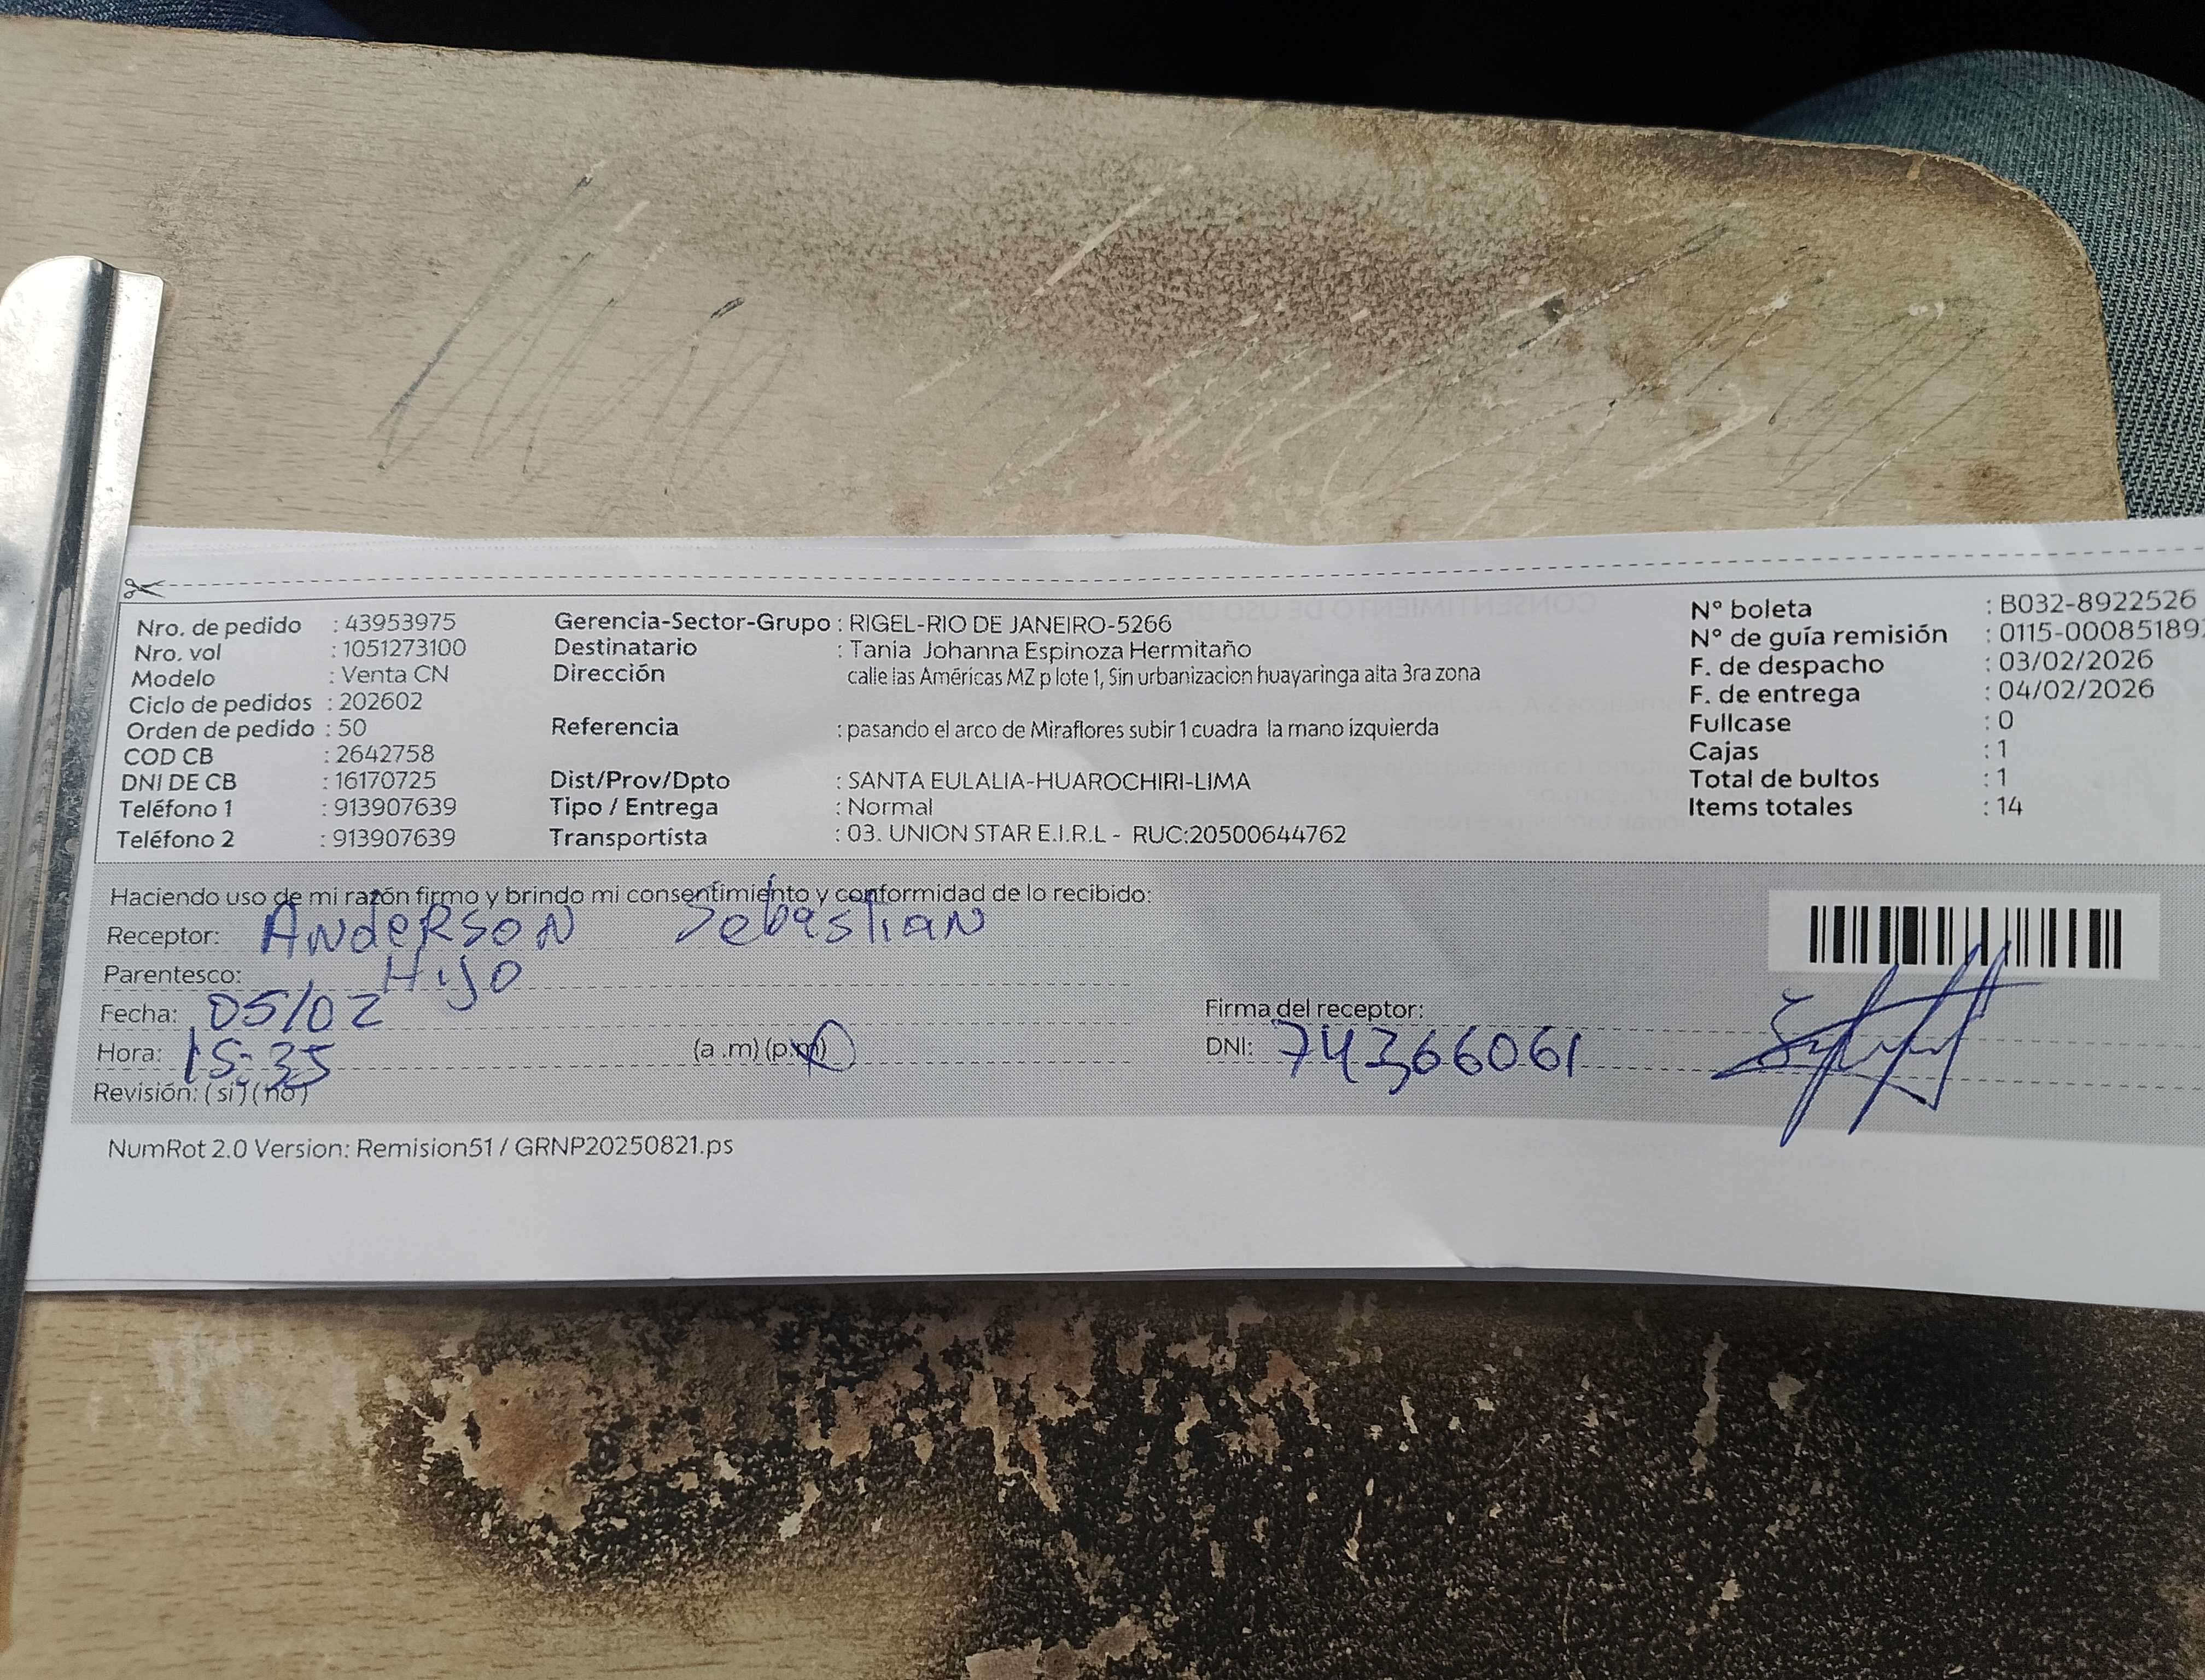 Nro. de pedido : 43953975
Nro. vol : 1051273100
Modelo : Venta CN
Ciclo de pedidos : 202602
Orden de pedido : 50
COD CB : 2642758
DNI DE CB : 16170725
Teléfono 1 : 913907639
Teléfono 2 : 913907639
Gerencia-Sector-Grupo : RIGEL-RIO DE JANEIRO-5266
Destinatario : Tania Johanna Espinoza Hermitaño
Dirección calle las Américas MZ p lote 1, Sin urbanizacion huayaringa alta 3ra zona
Referencia : pasando el arco de Miraflores subir 1 cuadra la mano izquierda
Dist/Prov/Dpto : SANTA EULALIA-HUAROCHIRI-LIMA
Tipo / Entrega : Normal
Transportista : 03. UNION STAR E.I.R.L - RUC:20500644762
N° boleta : B032-8922526
N° de guía remisión : 0115-00085189
F. de despacho : 03/02/2026
F. de entrega : 04/02/2026
Fullcase : 0
Cajas : 1
Total de bultos : 1
Items totales : 14
Haciendo uso de mi razón firmo y brindo mi consentimiento y conformidad de lo recibido:
Receptor: Anderson Sebastian
Parentesco: Hijo
Fecha: 05/02
Hora: 15:35 (a .m) (p.m)
Revisión: ( si ) ( no )
Firma del receptor:
DNI: 74366061
NumRot 2.0 Version: Remision51 / GRNP20250821.ps